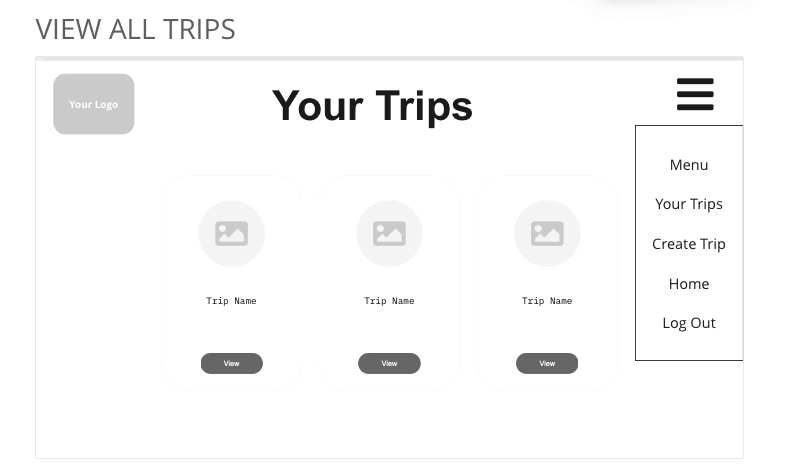 VIEW ALL TRIPS
Your Logo
Your Trips
Menu
Your Trips
Create Trip
Home
Log Out
Trip Name
Trip Name
Trip Name
View
View
View